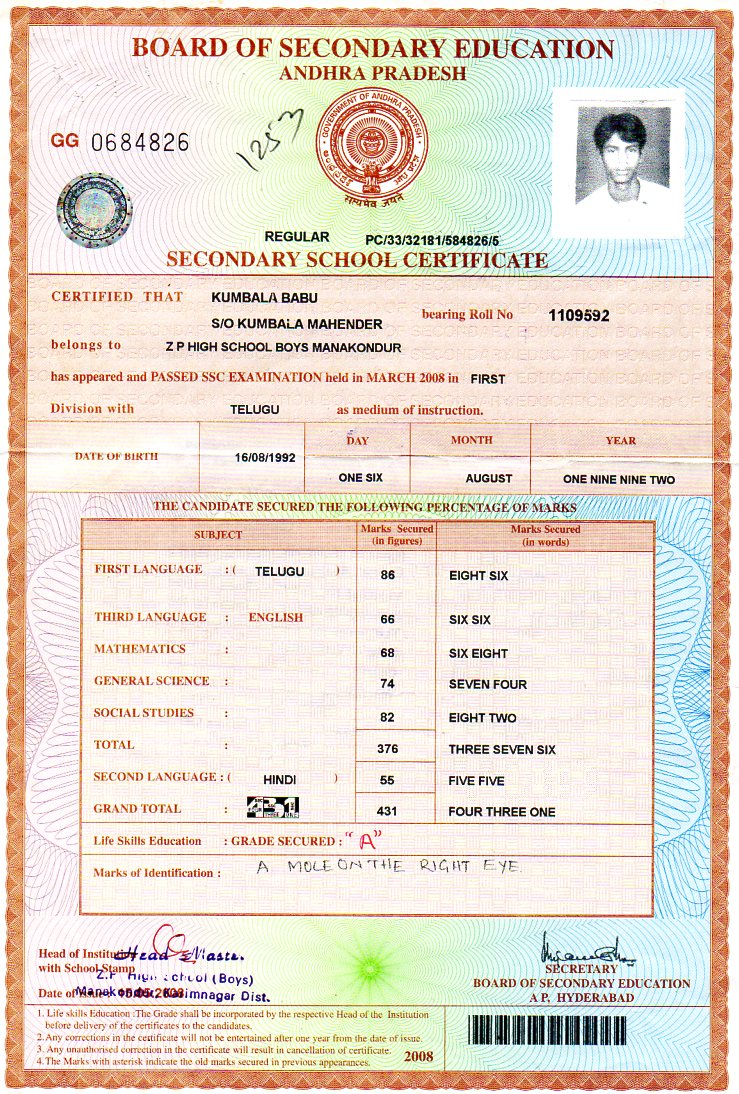 BOARD OF SECONDARY EDUCATION
ANDHRA PRADESH
GOVERNMENT OF ANDHRA PRADESH
सत्यमेव जयते
GG 0684826
1253
REGULAR PC/33/32181/584826/5
SECONDARY SCHOOL CERTIFICATE
CERTIFIED THAT KUMBALA BABU
S/O KUMBALA MAHENDER bearing Roll No 1109592
belongs to Z P HIGH SCHOOL BOYS MANAKONDUR
has appeared and PASSED SSC EXAMINATION held in MARCH 2008 in FIRST
Division with TELUGU as medium of instruction.
DATE OF BIRTH 16/08/1992 DAY MONTH YEAR
ONE SIX AUGUST ONE NINE NINE TWO
THE CANDIDATE SECURED THE FOLLOWING PERCENTAGE OF MARKS
SUBJECT Marks Secured (in figures) Marks Secured (in words)
FIRST LANGUAGE : ( TELUGU ) 86 EIGHT SIX
THIRD LANGUAGE : ENGLISH 66 SIX SIX
MATHEMATICS : 68 SIX EIGHT
GENERAL SCIENCE : 74 SEVEN FOUR
SOCIAL STUDIES : 82 EIGHT TWO
TOTAL : 376 THREE SEVEN SIX
SECOND LANGUAGE : ( HINDI ) 55 FIVE FIVE
GRAND TOTAL : 431 431 FOUR THREE ONE
Life Skills Education : GRADE SECURED : "A"
Marks of Identification : A MOLE ON THE RIGHT EYE.
Head of Institution Head Master
with School Stamp Z.P High School (Boys)
Date of Issue : Manakondur, Karimnagar Dist.
SECRETARY
BOARD OF SECONDARY EDUCATION
A P, HYDERABAD
1. Life skills Education :The Grade shall be incorporated by the respective Head of the Institution
before delivery of the certificates to the candidates.
2. Any corrections in the certificate will not be entertained after one year from the date of issue.
3. Any unauthorised correction in the certificate will result in cancellation of certificate.
4. The Marks with asterisk indicate the old marks secured in previous appearances.
2008